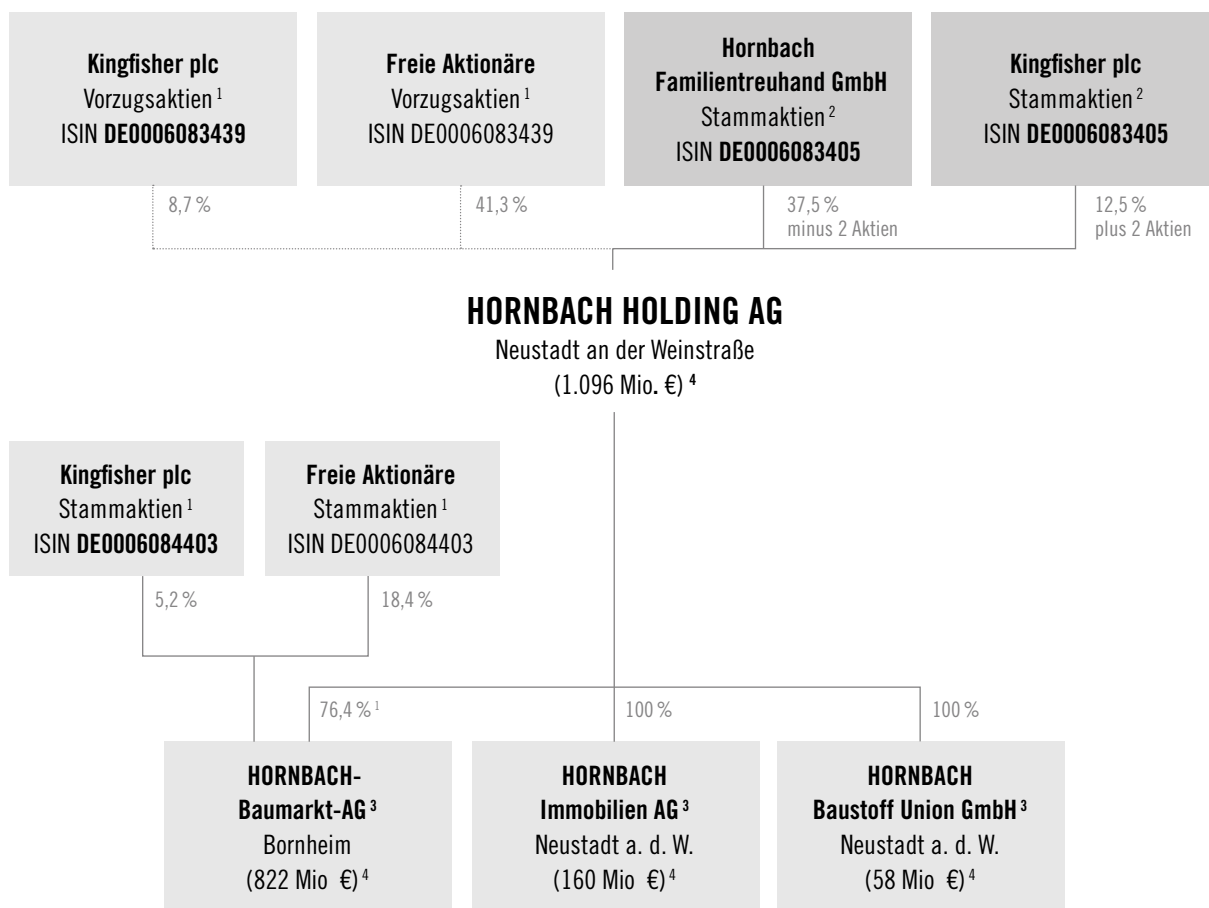 Kingfisher plc
Vorzugsaktien 1
ISIN DE0006083439
Freie Aktionäre
Vorzugsaktien 1
ISIN DE0006083439
Hornbach
Familientreuhand GmbH
Stammaktien 2
ISIN DE0006083405
Kingfisher plc
Stammaktien 2
ISIN DE0006083405
8,7 %
41,3 %
37,5 %
minus 2 Aktien
12,5 %
plus 2 Aktien
HORNBACH HOLDING AG
Neustadt an der Weinstraße
(1.096 Mio. €) 4
Kingfisher plc
Stammaktien 1
ISIN DE0006084403
Freie Aktionäre
Stammaktien 1
ISIN DE0006084403
5,2 %
18,4 %
76,4 % 1
100 %
100 %
HORNBACH-
Baumarkt-AG 3
Bornheim
(822 Mio €) 4
HORNBACH
Immobilien AG 3
Neustadt a. d. W.
(160 Mio €) 4
HORNBACH
Baustoff Union GmbH 3
Neustadt a. d. W.
(58 Mio €) 4